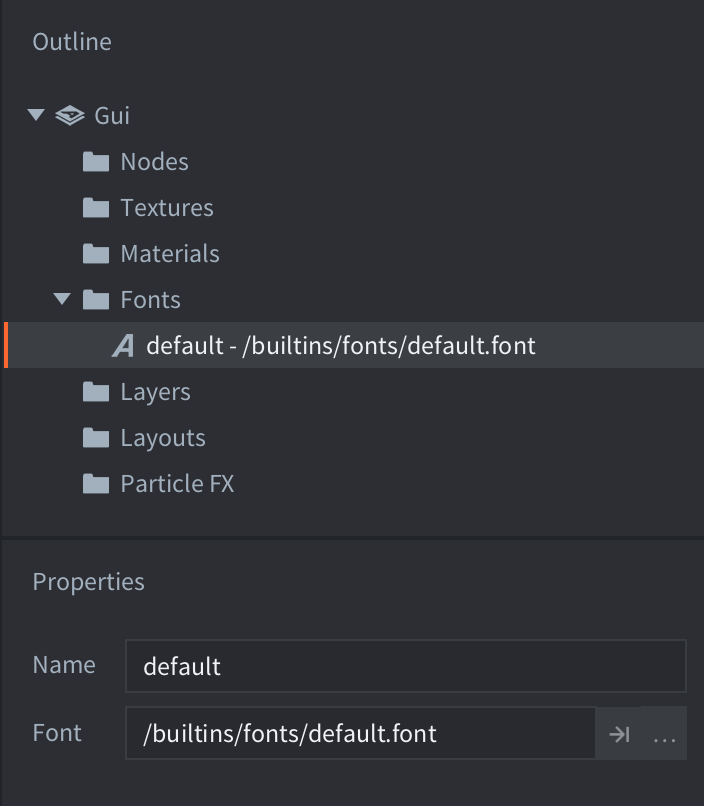 Outline
Gui
Nodes
Textures
Materials
Fonts
default - /builtins/fonts/default.font
Layers
Layouts
Particle FX
Properties
Name default
Font /builtins/fonts/default.font ...